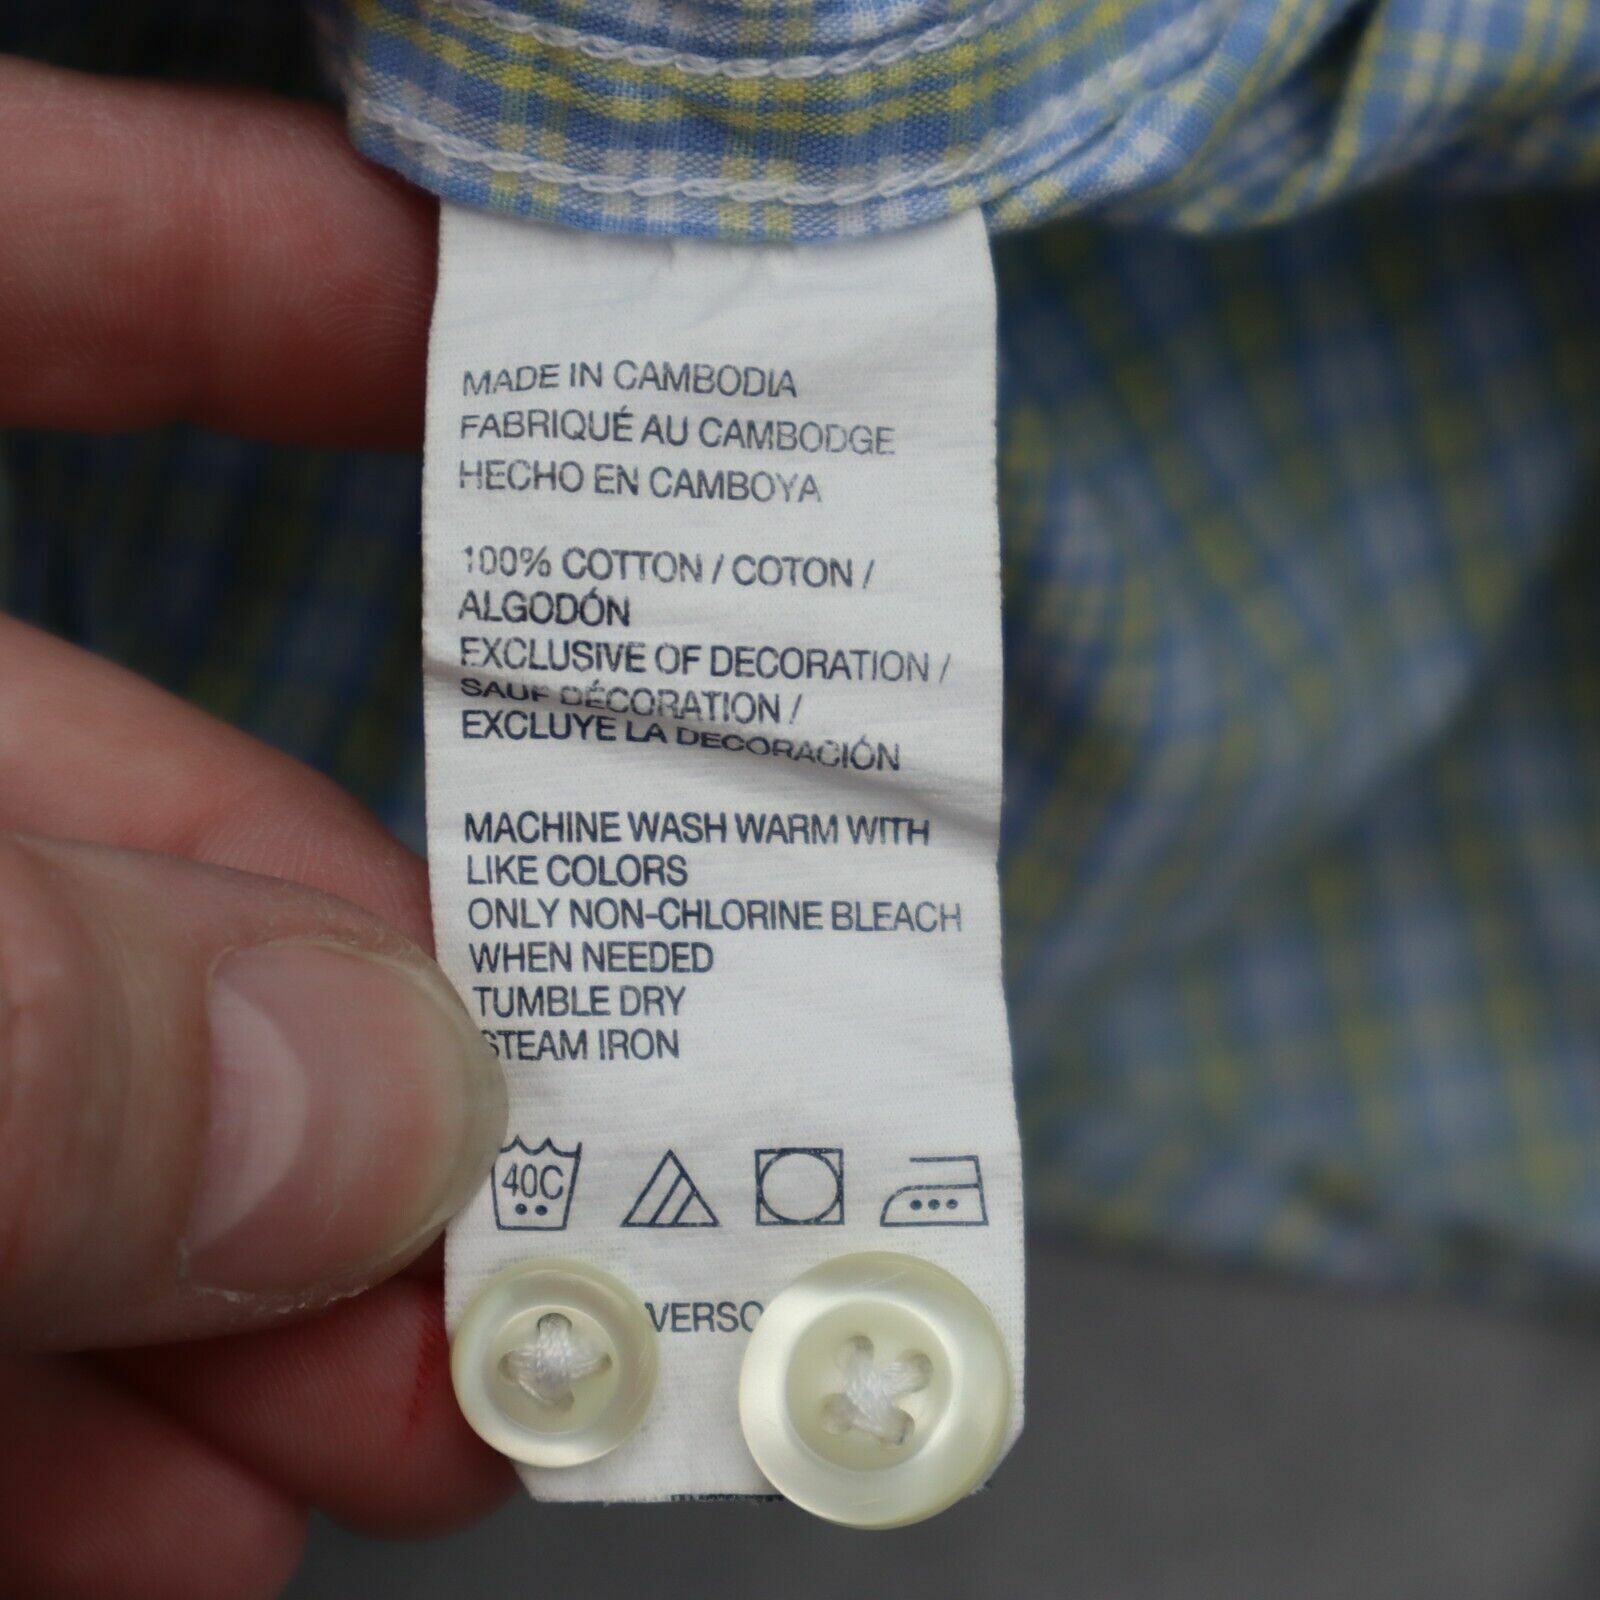 MADE IN CAMBODIA
FABRIQUÉ AU CAMBODGE
HECHO EN CAMBOYA
100% COTTON / COTON /
ALGODÓN
EXCLUSIVE OF DECORATION /
SAUF DÉCORATION /
EXCLUYE LA DECORACIÓN
MACHINE WASH WARM WITH
LIKE COLORS
ONLY NON-CHLORINE BLEACH
WHEN NEEDED
TUMBLE DRY
STEAM IRON
40C